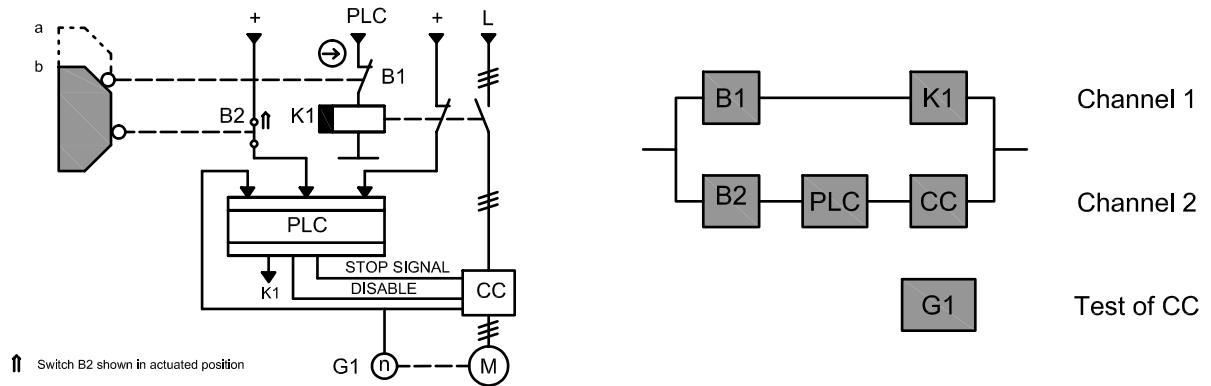 a
b
+
PLC
+
L
B1
B2
⇑
K1
PLC
K1
STOP SIGNAL
DISABLE
CC
G1
n
M
⇑ Switch B2 shown in actuated position
B1
K1
Channel 1
B2
PLC
CC
Channel 2
G1
Test of CC